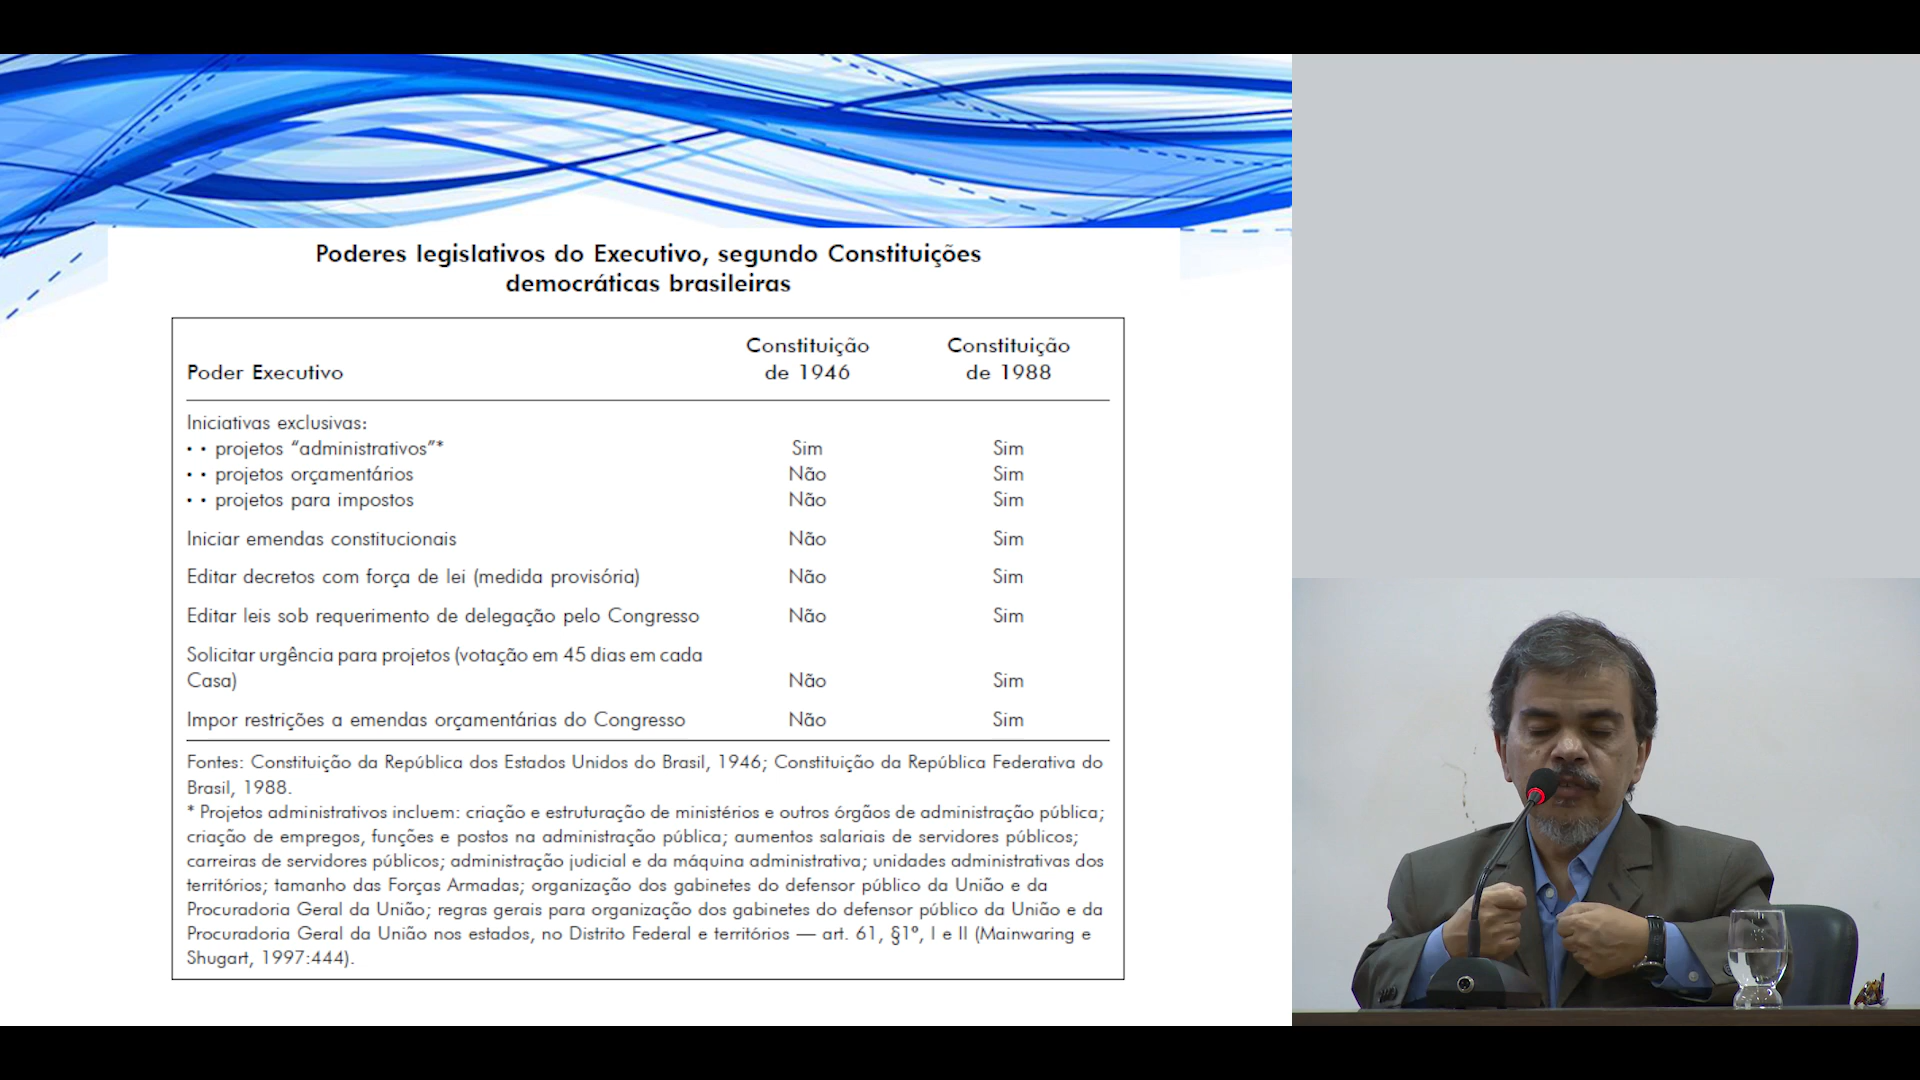 Poderes legislativos do Executivo, segundo Constituições
democráticas brasileiras
Poder Executivo Constituição de 1946 Constituição de 1988
Iniciativas exclusivas:
• • projetos “administrativos”* Sim Sim
• • projetos orçamentários Não Sim
• • projetos para impostos Não Sim
Iniciar emendas constitucionais Não Sim
Editar decretos com força de lei (medida provisória) Não Sim
Editar leis sob requerimento de delegação pelo Congresso Não Sim
Solicitar urgência para projetos (votação em 45 dias em cada
Casa) Não Sim
Impor restrições a emendas orçamentárias do Congresso Não Sim
Fontes: Constituição da República dos Estados Unidos do Brasil, 1946; Constituição da República Federativa do
Brasil, 1988.
* Projetos administrativos incluem: criação e estruturação de ministérios e outros órgãos de administração pública;
criação de empregos, funções e postos na administração pública; aumentos salariais de servidores públicos;
carreiras de servidores públicos; administração judicial e da máquina administrativa; unidades administrativas dos
territórios; tamanho das Forças Armadas; organização dos gabinetes do defensor público da União e da
Procuradoria Geral da União; regras gerais para organização dos gabinetes do defensor público da União e da
Procuradoria Geral da União nos estados, no Distrito Federal e territórios — art. 61, §1º, I e II (Mainwaring e
Shugart, 1997:444).